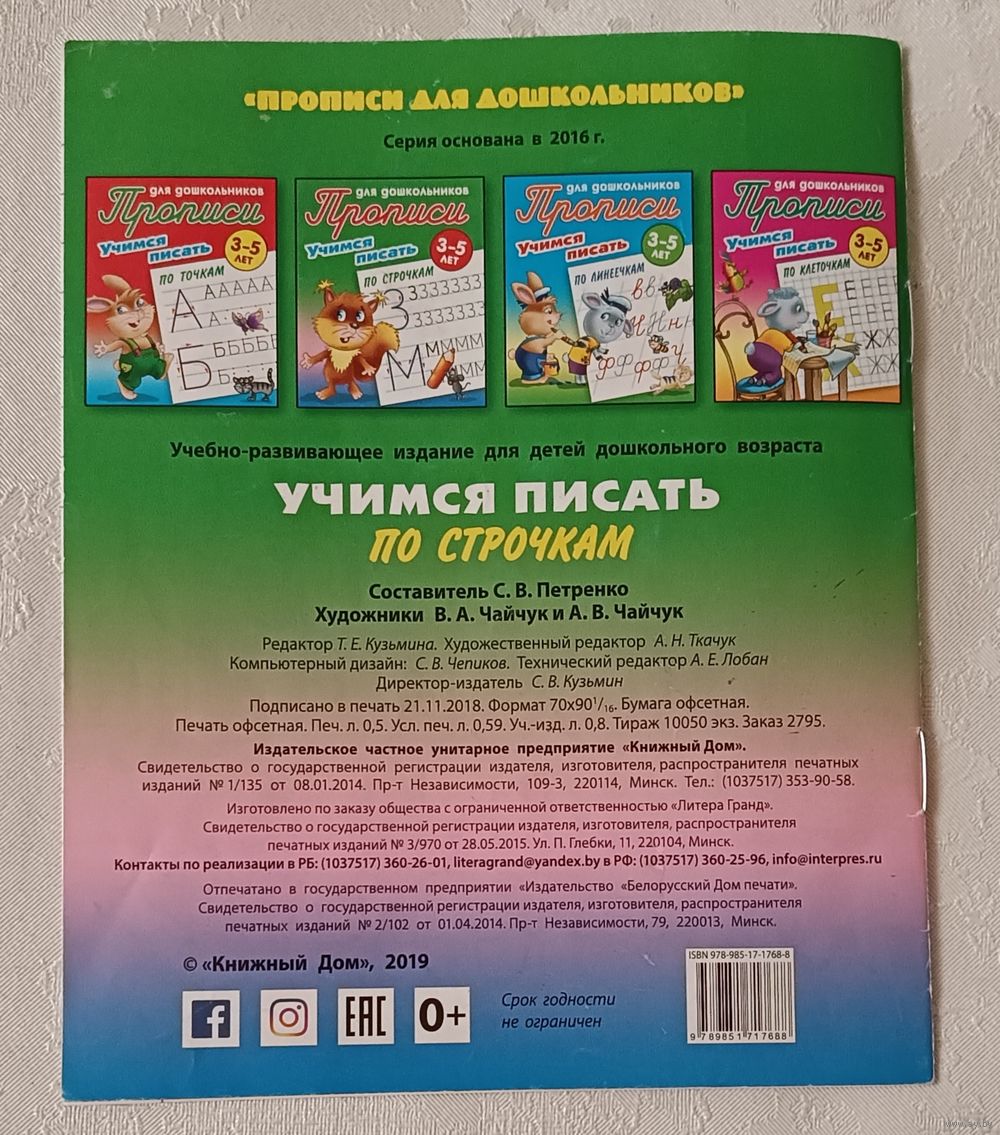 «ПРОПИСИ ДЛЯ ДОШКОЛЬНИКОВ»
Серия основана в 2016 г.
для дошкольников
Прописи
Учимся писать
3–5 лет
ПО ТОЧКАМ
А ААААА
А
Б ББББ
Б
для дошкольников
Прописи
Учимся писать
3–5 лет
ПО СТРОЧКАМ
З ЗЗЗЗЗЗЗ
ЗЗЗЗЗЗ
М ММММ
ММММ
для дошкольников
Прописи
Учимся писать
3–5 лет
ПО ЛИНЕЕЧКАМ
в в
Н Н н
ф ф ф
для дошкольников
Прописи
Учимся писать
3–5 лет
ПО КЛЕТОЧКАМ
Ё Ё Ё Ё
Ж Ж
Ж Ж
Учебно-развивающее издание для детей дошкольного возраста
УЧИМСЯ ПИСАТЬ
ПО СТРОЧКАМ
Составитель С. В. Петренко
Художники В. А. Чайчук и А. В. Чайчук
Редактор Т. Е. Кузьмина. Художественный редактор А. Н. Ткачук
Компьютерный дизайн: С. В. Чепиков. Технический редактор А. Е. Лобан
Директор-издатель С. В. Кузьмин
Подписано в печать 21.11.2018. Формат 70х90¹/₁₆. Бумага офсетная.
Печать офсетная. Печ. л. 0,5. Усл. печ. л. 0,59. Уч.-изд. л. 0,8. Тираж 10050 экз. Заказ 2795.
Издательское частное унитарное предприятие «Книжный Дом».
Свидетельство о государственной регистрации издателя, изготовителя, распространителя печатных
изданий № 1/135 от 08.01.2014. Пр-т Независимости, 109-3, 220114, Минск. Тел.: (1037517) 353-90-58.
Изготовлено по заказу общества с ограниченной ответственностью «Литера Гранд».
Свидетельство о государственной регистрации издателя, изготовителя, распространителя
печатных изданий № 3/970 от 28.05.2015. Ул. П. Глебки, 11, 220104, Минск.
Контакты по реализации в РБ: (1037517) 360-26-01, literagrand@yandex.by в РФ: (1037517) 360-25-96, info@interpres.ru
Отпечатано в государственном предприятии «Издательство «Белорусский Дом печати».
Свидетельство о государственной регистрации издателя, изготовителя, распространителя
печатных изданий № 2/102 от 01.04.2014. Пр-т Независимости, 79, 220013, Минск.
© «Книжный Дом», 2019
f
EAC
0+
Срок годности
не ограничен
ISBN 978-985-17-1768-8
9 789851 717688
www.ay.by